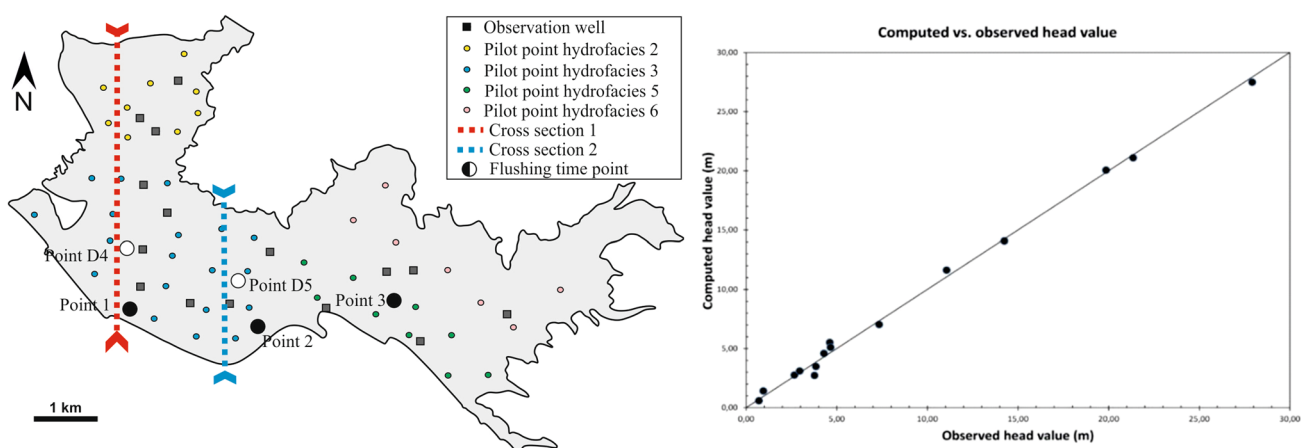 Observation well
Pilot point hydrofacies 2
Pilot point hydrofacies 3
Pilot point hydrofacies 5
Pilot point hydrofacies 6
Cross section 1
Cross section 2
Flushing time point
N
Point D4
Point D5
Point 1
Point 2
Point 3
1 km
Computed vs. observed head value
Computed head value (m)
30,00
25,00
20,00
15,00
10,00
5,00
0,00
0,00 5,00 10,00 15,00 20,00 25,00 30,00
Observed head value (m)